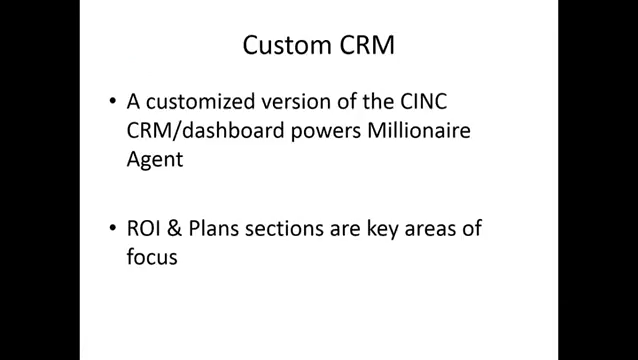 Custom CRM
• A customized version of the CINC
CRM/dashboard powers Millionaire
Agent
• ROI & Plans sections are key areas of
focus